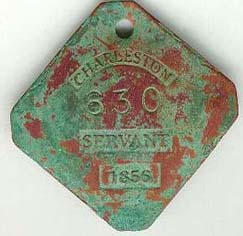 CHARLESTON
630
SERVANT
1856